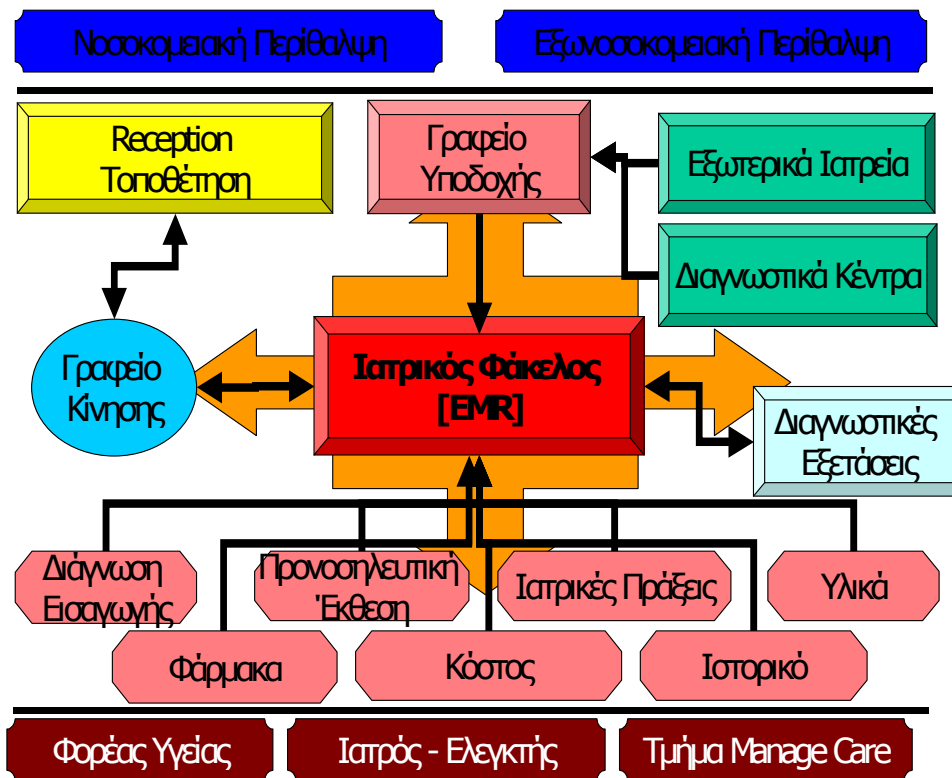 Νοσοκομειακή Περίθαλψη
Εξωνοσοκομειακή Περίθαλψη
Reception
Τοποθέτηση
Γραφείο
Υποδοχής
Εξωτερικά Ιατρεία
Διαγνωστικά Κέντρα
Γραφείο
Κίνησης
Ιατρικός Φάκελος
[EMR]
Διαγνωστικές
Εξετάσεις
Διάγνωση
Εισαγωγής
Προνοσηλευτική
Έκθεση
Ιατρικές Πράξεις
Υλικά
Φάρμακα
Κόστος
Ιστορικό
Φορέας Υγείας
Ιατρός - Ελεγκτής
Τμήμα Manage Care